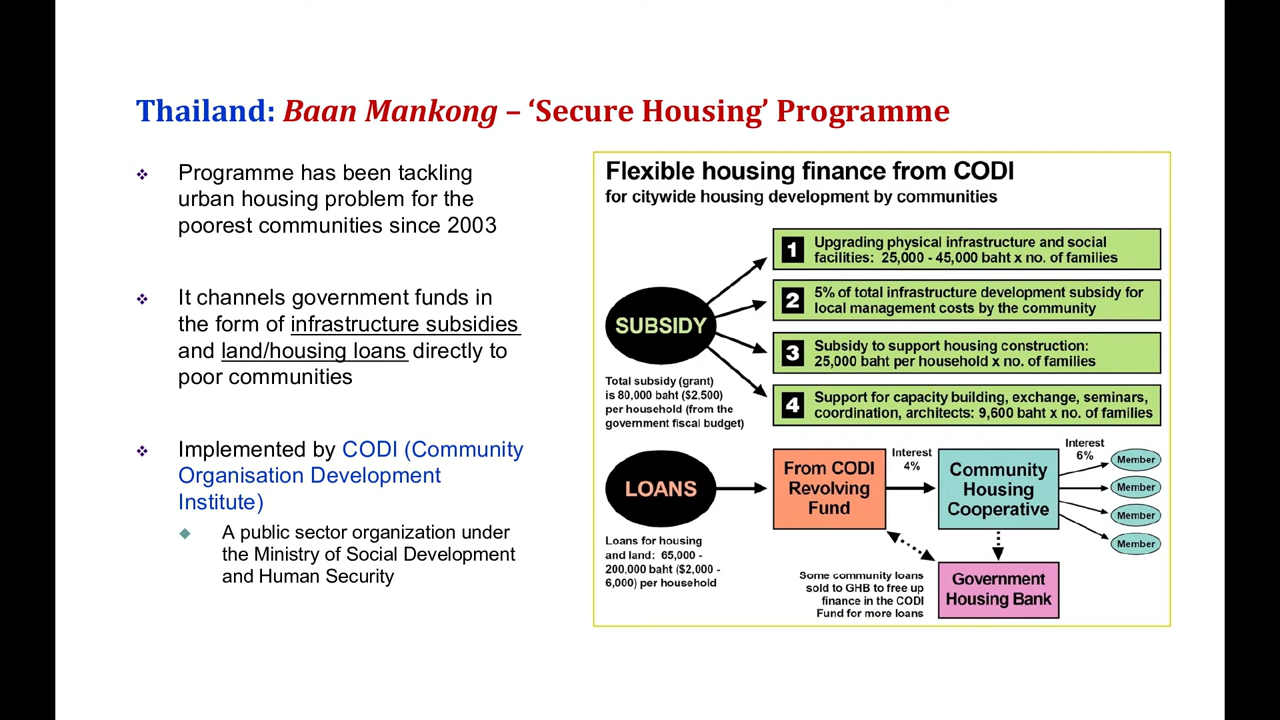 Thailand: Baan Mankong – ‘Secure Housing’ Programme
❖ Programme has been tackling
urban housing problem for the
poorest communities since 2003
❖ It channels government funds in
the form of infrastructure subsidies
and land/housing loans directly to
poor communities
❖ Implemented by CODI (Community
Organisation Development
Institute)
◆ A public sector organization under
the Ministry of Social Development
and Human Security
Flexible housing finance from CODI
for citywide housing development by communities
SUBSIDY
Total subsidy (grant)
is 80,000 baht ($2,500)
per household (from the
government fiscal budget)
1 Upgrading physical infrastructure and social
facilities: 25,000 - 45,000 baht x no. of families
2 5% of total infrastructure development subsidy for
local management costs by the community
3 Subsidy to support housing construction:
25,000 baht per household x no. of families
4 Support for capacity building, exchange, seminars,
coordination, architects: 9,600 baht x no. of families
LOANS
Loans for housing
and land: 65,000 -
200,000 baht ($2,000 -
6,000) per household
From CODI
Revolving
Fund
Interest
4%
Community
Housing
Cooperative
Interest
6%
Member
Member
Member
Member
Some community loans
sold to GHB to free up
finance in the CODI
Fund for more loans
Government
Housing Bank